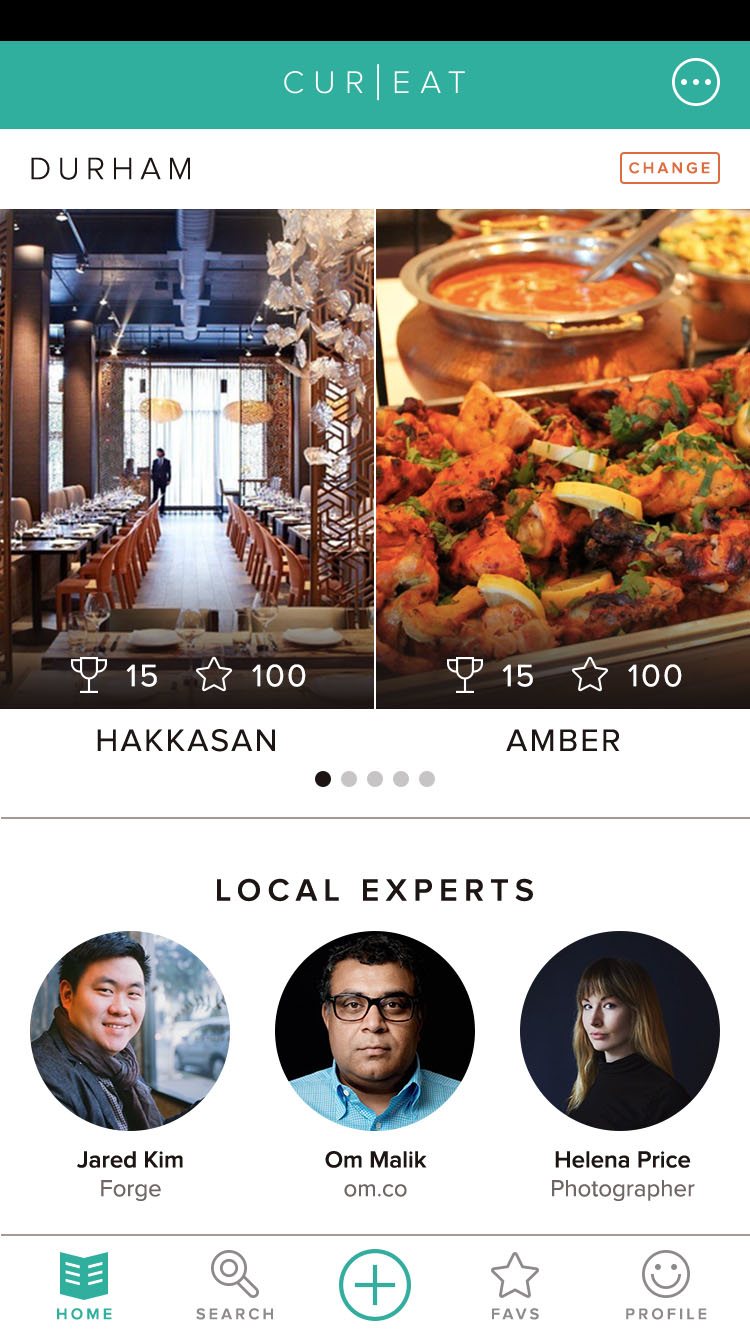 CUR|EAT
DURHAM
CHANGE
15 100
15 100
HAKKASAN
AMBER
LOCAL EXPERTS
Jared Kim
Forge
Om Malik
om.co
Helena Price
Photographer
HOME
SEARCH
FAVS
PROFILE